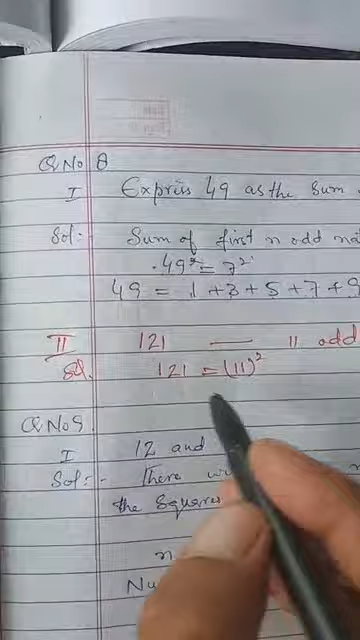 Q No 8
I Express 49 as the Sum
Sol:- Sum of first n odd
49 = 7²
49 = 1 + 3 + 5 + 7 + 9
II 121 — 11 odd
Sol. 121 = (11)²
Q No 9.
I 12 and
Sol:- There
the Squares
n